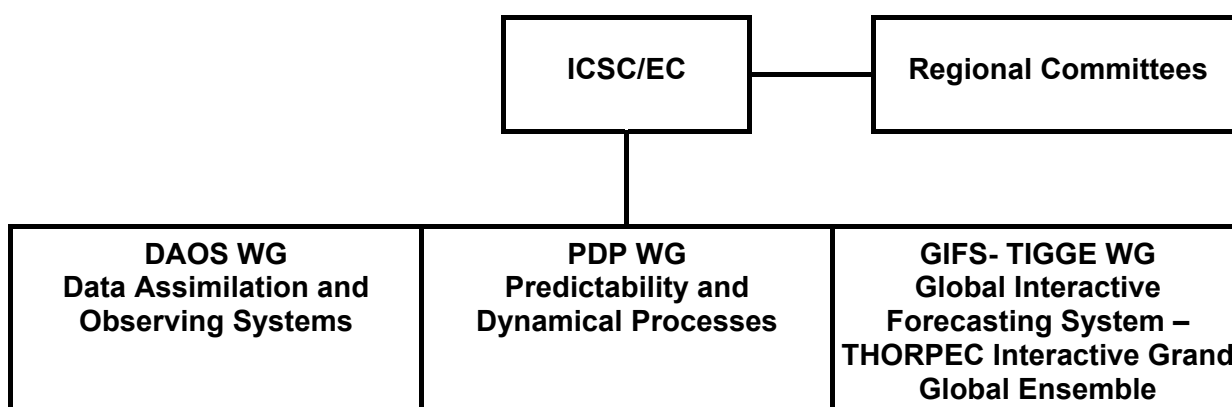 ICSC/EC
Regional Committees
DAOS WG
Data Assimilation and
Observing Systems
PDP WG
Predictability and
Dynamical Processes
GIFS- TIGGE WG
Global Interactive
Forecasting System –
THORPEC Interactive Grand
Global Ensemble